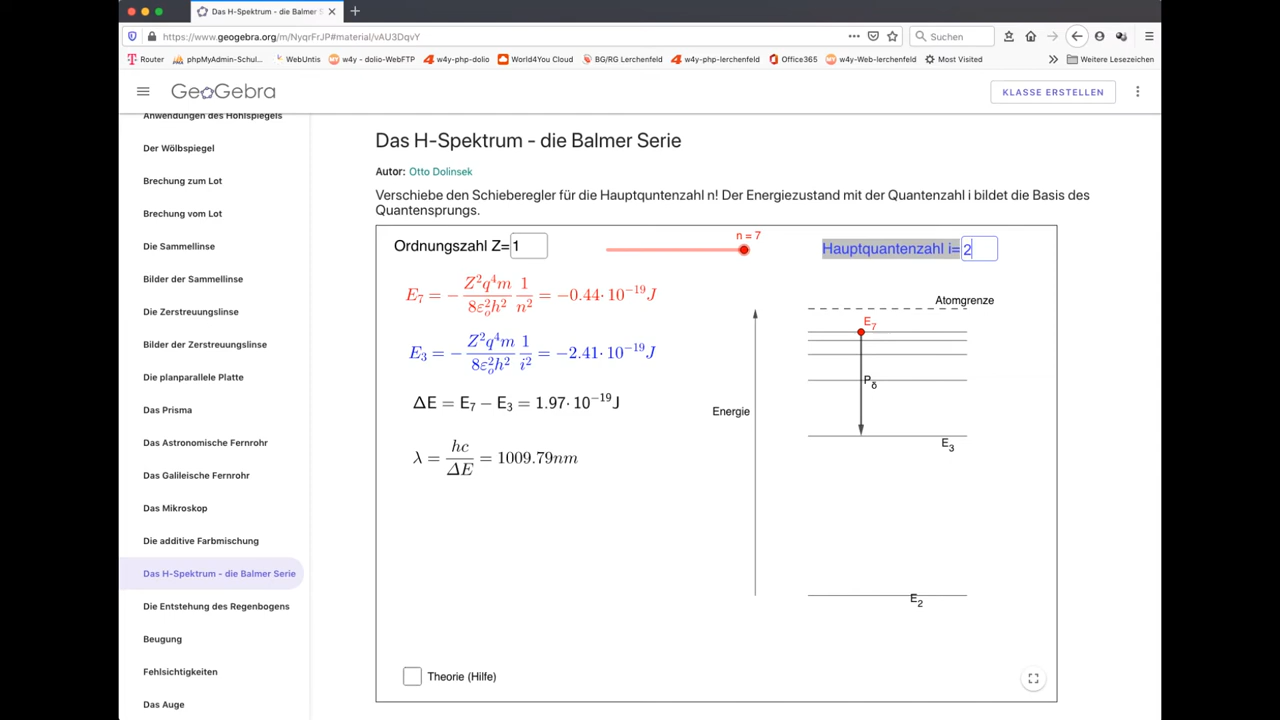 Das H-Spektrum - die Balmer S
https://www.geogebra.org/m/NyqrFrJP#material/vAU3DqvY
Suchen
Router
phpMyAdmin-Schul...
WebUntis
w4y - dolio-WebFTP
w4y-php-dolio
World4You Cloud
BG/RG Lerchenfeld
w4y-php-lerchenfeld
Office365
w4y-Web-lerchenfeld
Most Visited
Weitere Lesezeichen
GeoGebra
KLASSE ERSTELLEN
Anwendungen des Hohlspiegels
Der Wölbspiegel
Brechung zum Lot
Brechung vom Lot
Die Sammellinse
Bilder der Sammellinse
Die Zerstreuungslinse
Bilder der Zerstreuungslinse
Die planparallele Platte
Das Prisma
Das Astronomische Fernrohr
Das Galileische Fernrohr
Das Mikroskop
Die additive Farbmischung
Das H-Spektrum - die Balmer Serie
Die Entstehung des Regenbogens
Beugung
Fehlsichtigkeiten
Das Auge
Das H-Spektrum - die Balmer Serie
Autor: Otto Dolinsek
Verschiebe den Schieberegler für die Hauptquntenzahl n! Der Energiezustand mit der Quantenzahl i bildet die Basis des
Quantensprungs.
Ordnungszahl Z= 1
n = 7
Hauptquantenzahl i= 2
E₇ = − Z²q⁴m / 8ε₀²h² 1 / n² = −0.44· 10⁻¹⁹ J
E₃ = − Z²q⁴m / 8ε₀²h² 1 / i² = −2.41· 10⁻¹⁹ J
ΔE = E₇ − E₃ = 1.97· 10⁻¹⁹ J
λ = hc / ΔE = 1009.79nm
Atomgrenze
E₇
P_δ
Energie
E₃
E₂
Theorie (Hilfe)